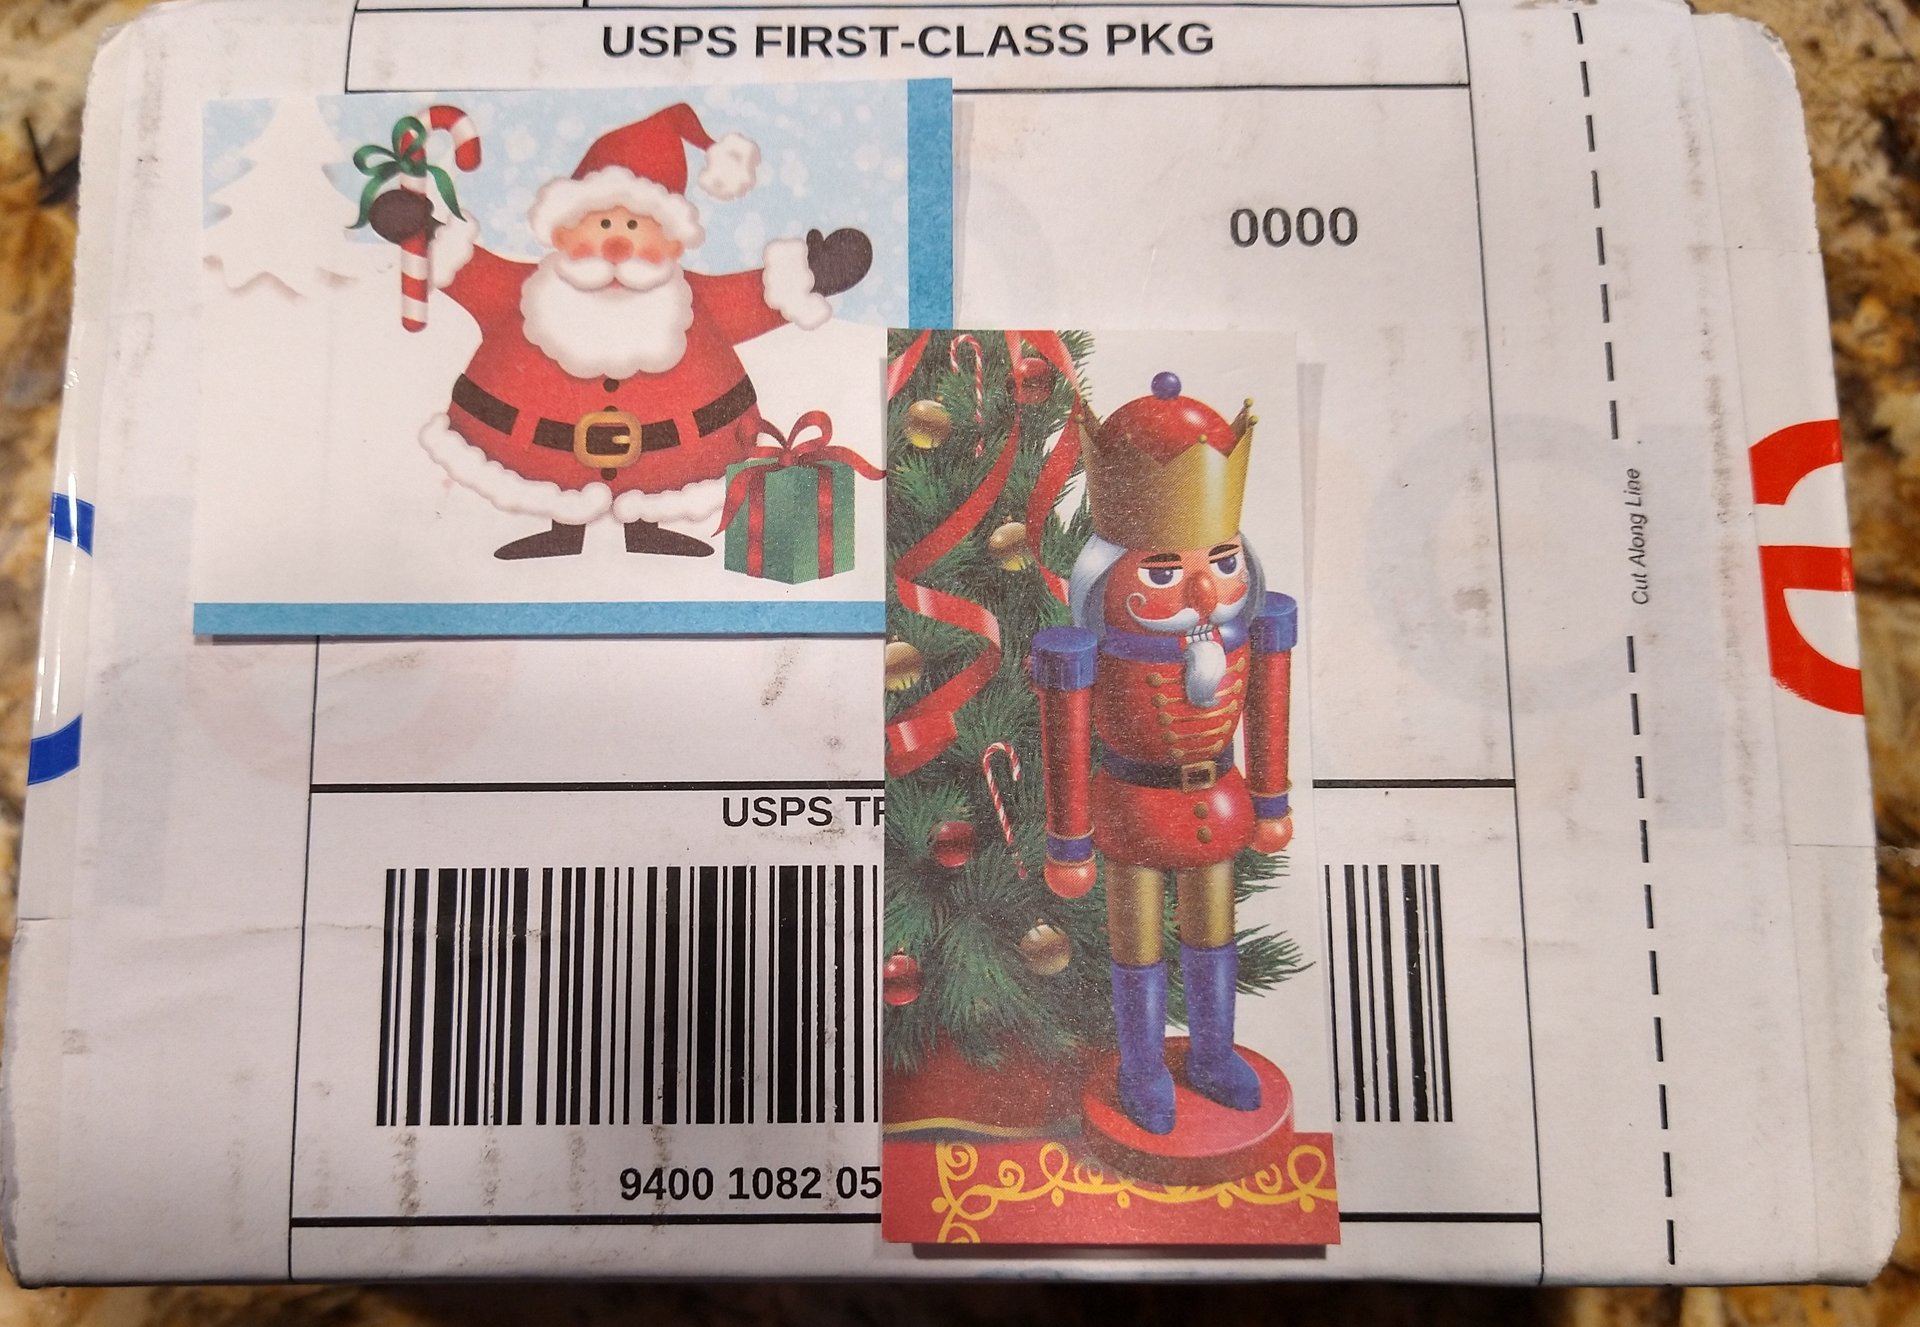 USPS FIRST-CLASS PKG
0000
Cut Along Line
USPS TR
9400 1082 05